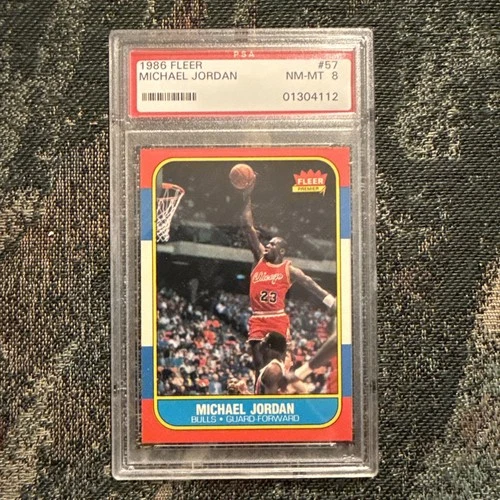 PSA
1986 FLEER #57
MICHAEL JORDAN NM-MT 8
01304112
FLEER
PREMIER
Chicago
23
MICHAEL JORDAN
BULLS • GUARD-FORWARD